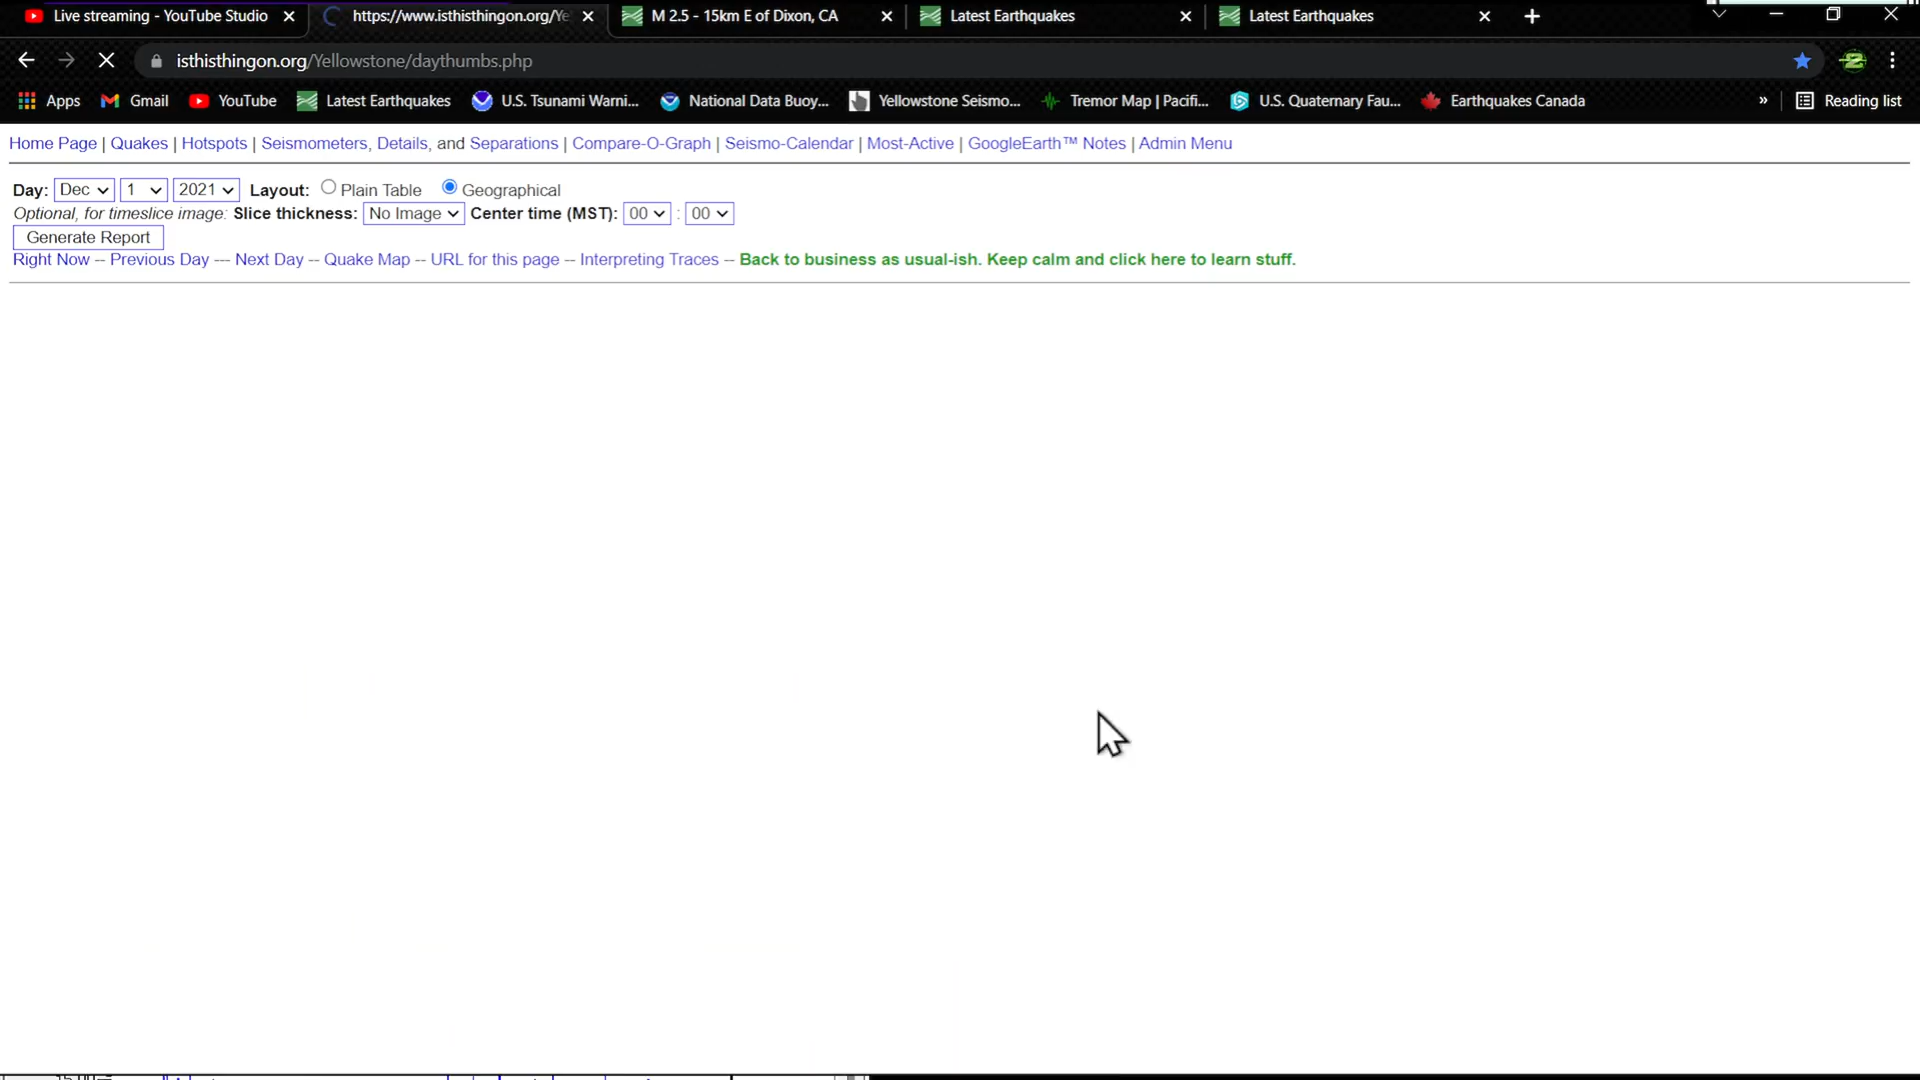 Live streaming - YouTube Studio
https://www.isthisthingon.org/Ye
M 2.5 - 15km E of Dixon, CA
Latest Earthquakes
Latest Earthquakes
isthisthingon.org/Yellowstone/daythumbs.php
Apps Gmail YouTube Latest Earthquakes U.S. Tsunami Warni... National Data Buoy... Yellowstone Seismo... Tremor Map | Pacifi... U.S. Quaternary Fau... Earthquakes Canada » Reading list
Home Page | Quakes | Hotspots | Seismometers, Details, and Separations | Compare-O-Graph | Seismo-Calendar | Most-Active | GoogleEarth™ Notes | Admin Menu
Day: Dec 1 2021 Layout: Plain Table Geographical
Optional, for timeslice image: Slice thickness: No Image Center time (MST): 00 : 00
Generate Report
Right Now -- Previous Day --- Next Day -- Quake Map -- URL for this page -- Interpreting Traces -- Back to business as usual-ish. Keep calm and click here to learn stuff.